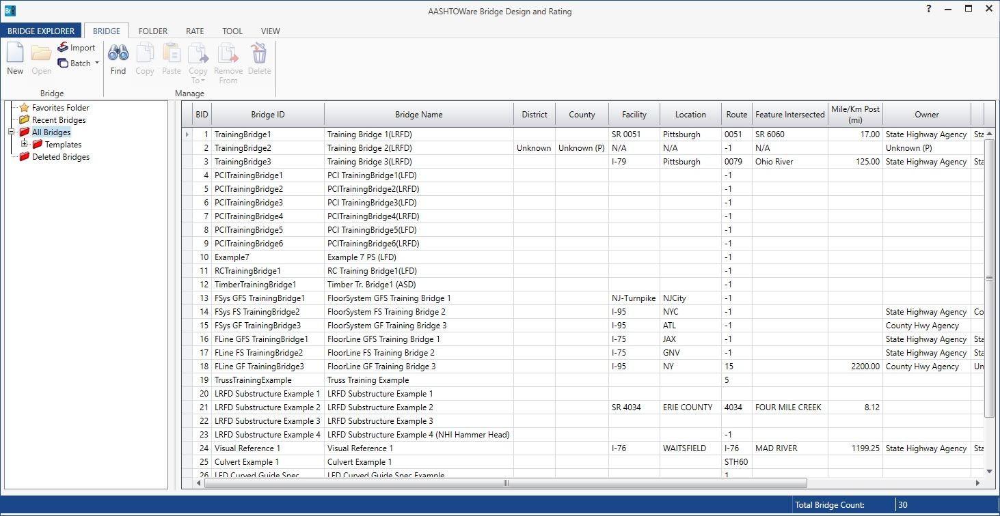 Br DR
AASHTOWare Bridge Design and Rating
?
BRIDGE EXPLORER BRIDGE FOLDER RATE TOOL VIEW
New Open Import Batch Find Copy Paste Copy To Remove From Delete
Bridge Manage
Favorites Folder
Recent Bridges
All Bridges
Templates
Deleted Bridges
BID Bridge ID Bridge Name District County Facility Location Route Feature Intersected Mile/Km Post (mi) Owner
1 TrainingBridge1 Training Bridge 1(LRFD) SR 0051 Pittsburgh 0051 SR 6060 17.00 State Highway Agency Sta
2 TrainingBridge2 Training Bridge 2(LRFD) Unknown Unknown (P) N/A N/A -1 N/A Unknown (P)
3 TrainingBridge3 Training Bridge 3(LRFD) I-79 Pittsburgh 0079 Ohio River 125.00 State Highway Agency Sta
4 PCITrainingBridge1 PCI TrainingBridge1(LFD) -1
5 PCITrainingBridge2 PCITrainingBridge2(LRFD) -1
6 PCITrainingBridge3 PCI TrainingBridge3(LFD) -1
7 PCITrainingBridge4 PCITrainingBridge4(LRFD) -1
8 PCITrainingBridge5 PCI TrainingBridge5(LFD) -1
9 PCITrainingBridge6 PCITrainingBridge6(LRFD) -1
10 Example7 Example 7 PS (LFD) -1
11 RCTrainingBridge1 RC Training Bridge1(LFD) -1
12 TimberTrainingBridge1 Timber Tr. Bridge1 (ASD) -1
13 FSys GFS TrainingBridge1 FloorSystem GFS Training Bridge 1 NJ-Turnpike NJCity -1
14 FSys FS TrainingBridge2 FloorSystem FS Training Bridge 2 I-95 NYC -1 State Highway Agency Co
15 FSys GF TrainingBridge3 FloorSystem GF Training Bridge 3 I-95 ATL -1 County Hwy Agency
16 FLine GFS TrainingBridge1 FloorLine GFS Training Bridge 1 I-75 JAX -1 State Highway Agency Sta
17 FLine FS TrainingBridge2 FloorLine FS Training Bridge 2 I-75 GNV -1 State Highway Agency Sta
18 FLine GF TrainingBridge3 FloorLine GF Training Bridge 3 I-95 NY 15 2200.00 County Hwy Agency Un
19 TrussTrainingExample Truss Training Example 5
20 LRFD Substructure Example 1 LRFD Substructure Example 1
21 LRFD Substructure Example 2 LRFD Substructure Example 2 SR 4034 ERIE COUNTY 4034 FOUR MILE CREEK 8.12
22 LRFD Substructure Example 3 LRFD Substructure Example 3
23 LRFD Substructure Example 4 LRFD Substructure Example 4 (NHI Hammer Head) -1
24 Visual Reference 1 Visual Reference 1 I-76 WAITSFIELD I-76 MAD RIVER 1199.25 State Highway Agency Sta
25 Culvert Example 1 Culvert Example 1 STH60
26 LFD Curved Guide Spec LFD Curved Guide Spec Example 1
Total Bridge Count: 30